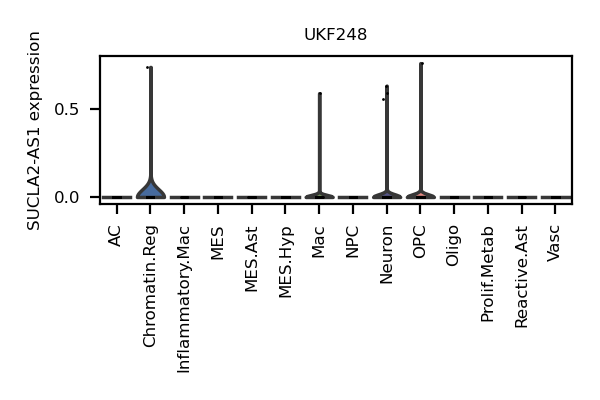 UKF248
SUCLA2-AS1 expression
0.5
0.0
AC
Chromatin.Reg
Inflammatory.Mac
MES
MES.Ast
MES.Hyp
Mac
NPC
Neuron
OPC
Oligo
Prolif.Metab
Reactive.Ast
Vasc